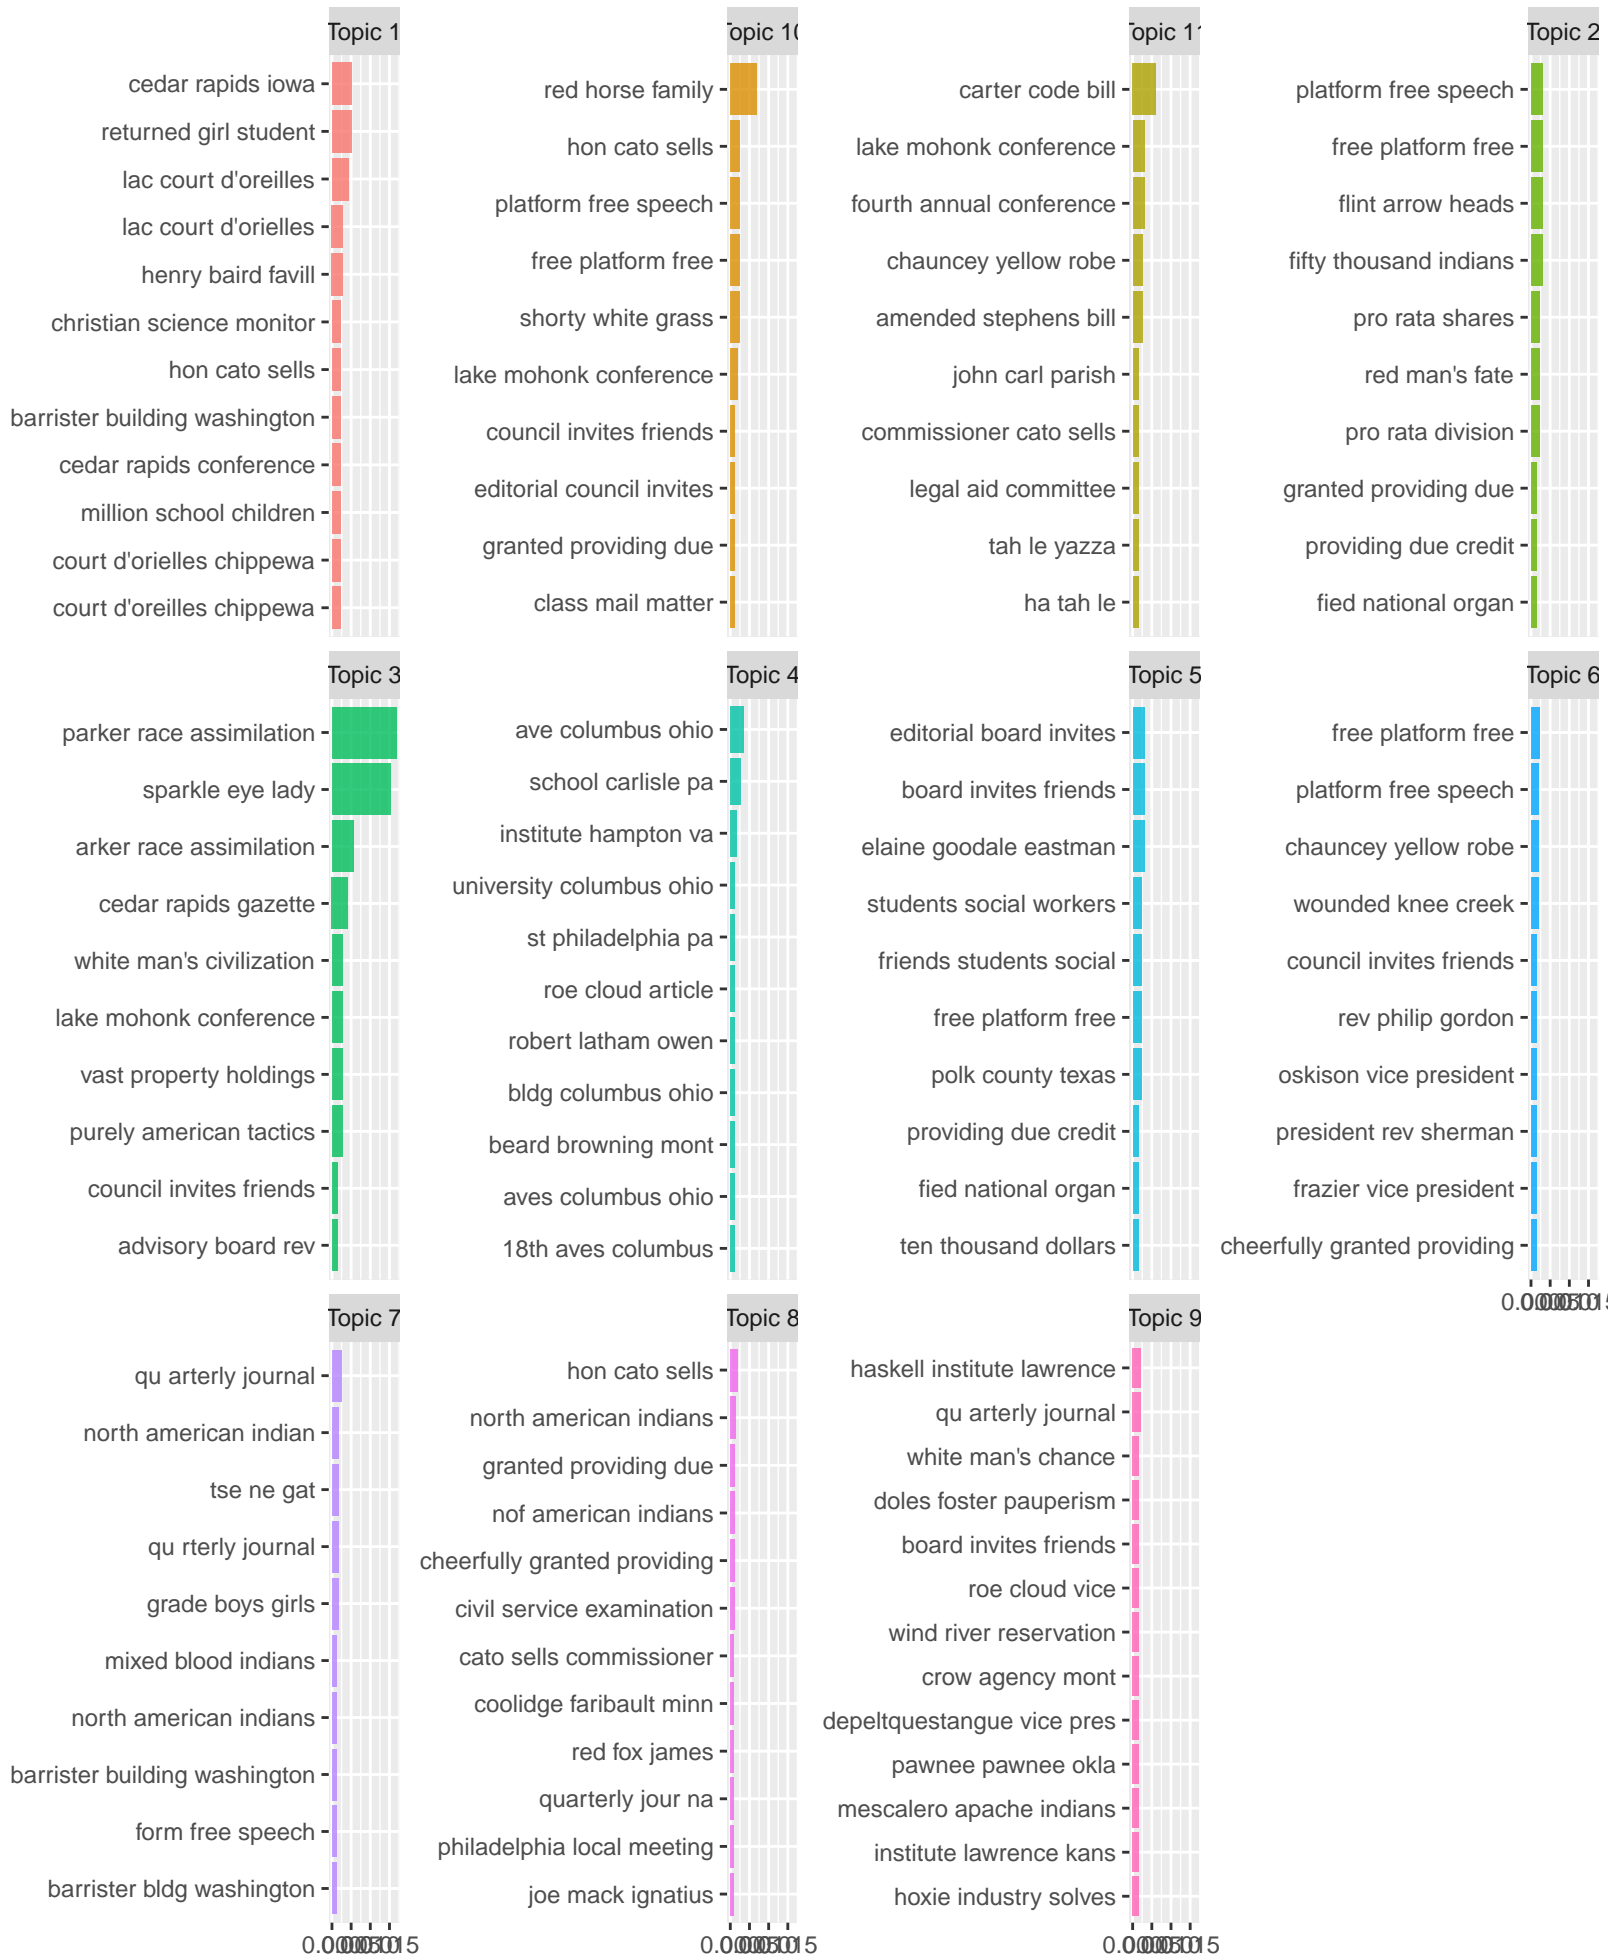 Topic 1
cedar rapids iowa
returned girl student
lac court d'oreilles
lac court d'orielles
henry baird favill
christian science monitor
hon cato sells
barrister building washington
cedar rapids conference
million school children
court d'orielles chippewa
court d'oreilles chippewa
Topic 10
red horse family
hon cato sells
platform free speech
free platform free
shorty white grass
lake mohonk conference
council invites friends
editorial council invites
granted providing due
class mail matter
Topic 11
carter code bill
lake mohonk conference
fourth annual conference
chauncey yellow robe
amended stephens bill
john carl parish
commissioner cato sells
legal aid committee
tah le yazza
ha tah le
Topic 2
platform free speech
free platform free
flint arrow heads
fifty thousand indians
pro rata shares
red man's fate
pro rata division
granted providing due
providing due credit
fied national organ
Topic 3
parker race assimilation
sparkle eye lady
arker race assimilation
cedar rapids gazette
white man's civilization
lake mohonk conference
vast property holdings
purely american tactics
council invites friends
advisory board rev
Topic 4
ave columbus ohio
school carlisle pa
institute hampton va
university columbus ohio
st philadelphia pa
roe cloud article
robert latham owen
bldg columbus ohio
beard browning mont
aves columbus ohio
18th aves columbus
Topic 5
editorial board invites
board invites friends
elaine goodale eastman
students social workers
friends students social
free platform free
polk county texas
providing due credit
fied national organ
ten thousand dollars
Topic 6
free platform free
platform free speech
chauncey yellow robe
wounded knee creek
council invites friends
rev philip gordon
oskison vice president
president rev sherman
frazier vice president
cheerfully granted providing
Topic 7
qu arterly journal
north american indian
tse ne gat
qu rterly journal
grade boys girls
mixed blood indians
north american indians
barrister building washington
form free speech
barrister bldg washington
Topic 8
hon cato sells
north american indians
granted providing due
nof american indians
cheerfully granted providing
civil service examination
cato sells commissioner
coolidge faribault minn
red fox james
quarterly jour na
philadelphia local meeting
joe mack ignatius
Topic 9
haskell institute lawrence
qu arterly journal
white man's chance
doles foster pauperism
board invites friends
roe cloud vice
wind river reservation
crow agency mont
depeltquestangue vice pres
pawnee pawnee okla
mescalero apache indians
institute lawrence kans
hoxie industry solves